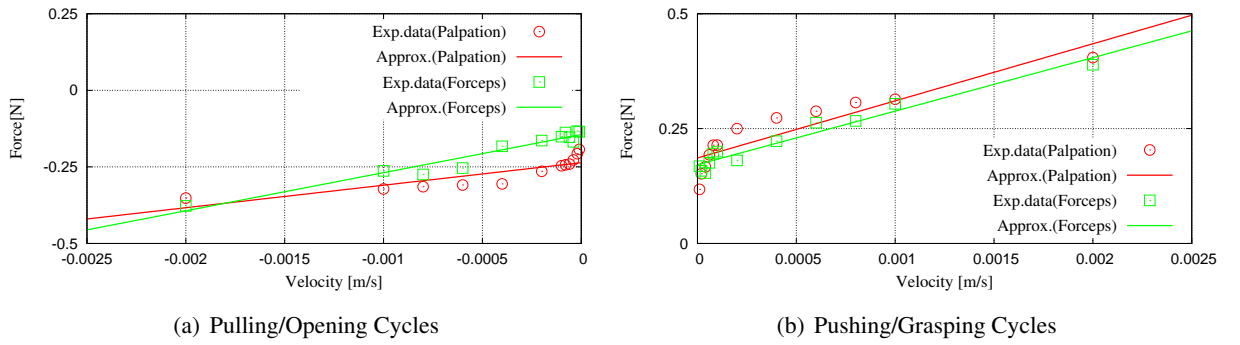 0.25
0
-0.25
-0.5
Force[N]
Exp.data(Palpation)
Approx.(Palpation)
Exp.data(Forceps)
Approx.(Forceps)
-0.0025 -0.002 -0.0015 -0.001 -0.0005 0
Velocity [m/s]
(a) Pulling/Opening Cycles
0.5
0.25
0
Force[N]
Exp.data(Palpation)
Approx.(Palpation)
Exp.data(Forceps)
Approx.(Forceps)
0 0.0005 0.001 0.0015 0.002 0.0025
Velocity [m/s]
(b) Pushing/Grasping Cycles